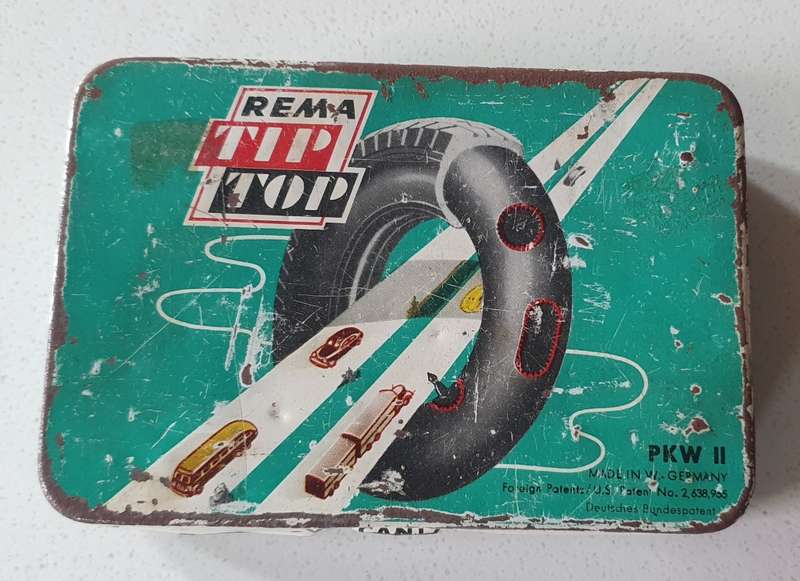 REMA
TIP
TOP
PKW II
MADE IN W.-GERMANY
Foreign Patents / U.S. Patent No. 2,638,955
Deutsches Bundespatent